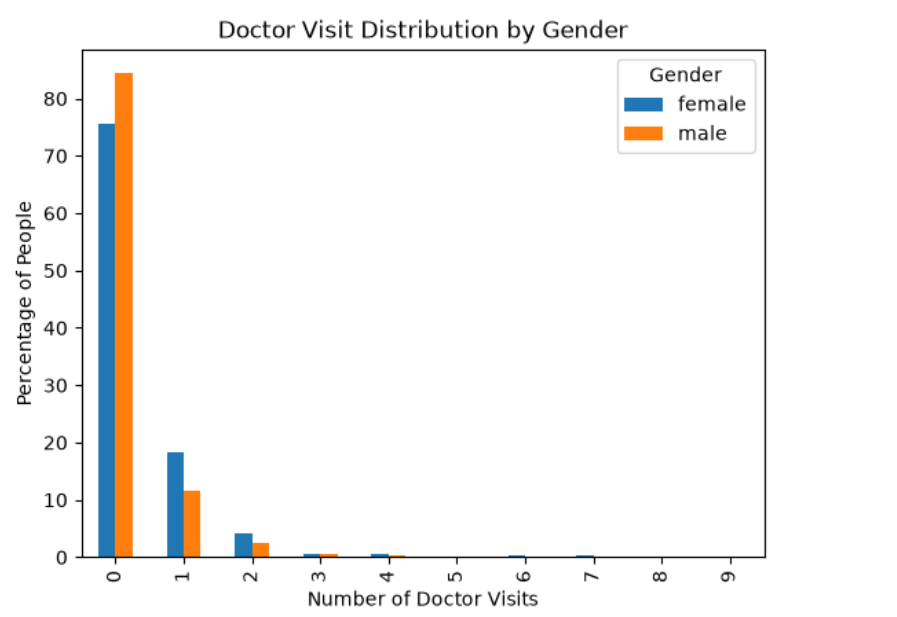 Doctor Visit Distribution by Gender
Gender
female
male
Percentage of People
80
70
60
50
40
30
20
10
0
0 1 2 3 4 5 6 7 8 9
Number of Doctor Visits